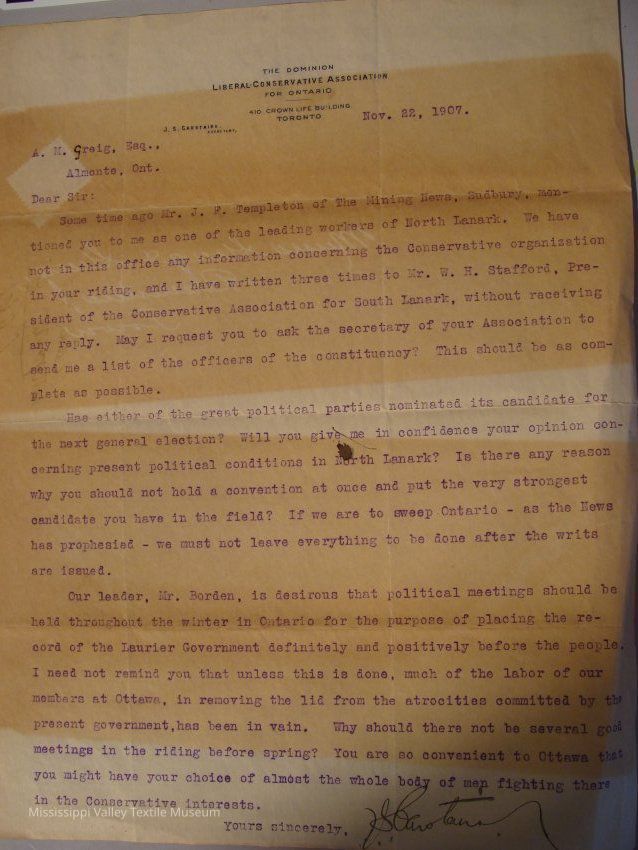 THE DOMINION
LIBERAL-CONSERVATIVE ASSOCIATION
FOR ONTARIO.
410 CROWN LIFE BUILDING
TORONTO
J. S. CARSTAIRS,
SECRETARY.
Nov. 22, 1907.
A. M. Greig, Esq.,
Almonte, Ont.
Dear Sir:
Some time ago Mr. J. F. Templeton of The Mining News, Sudbury, men-
tioned you to me as one of the leading workers of North Lanark. We have
not in this office any information concerning the Conservative organization
in your riding, and I have written three times to Mr. W. H. Stafford, Pre-
sident of the Conservative Association for South Lanark, without receiving
any reply. May I request you to ask the secretary of your Association to
send me a list of the officers of the constituency? This should be as com-
plete as possible.
Has either of the great political parties nominated its candidate for
the next general election? Will you give me in confidence your opinion con-
cerning present political conditions in North Lanark? Is there any reason
why you should not hold a convention at once and put the very strongest
candidate you have in the field? If we are to sweep Ontario - as the News
has prophesied - we must not leave everything to be done after the writs
are issued.
Our leader, Mr. Borden, is desirous that political meetings should be
held throughout the winter in Ontario for the purpose of placing the re-
cord of the Laurier Government definitely and positively before the people.
I need not remind you that unless this is done, much of the labor of our
members at Ottawa, in removing the lid from the atrocities committed by the
present government,has been in vain. Why should there not be several good
meetings in the riding before spring? You are so convenient to Ottawa that
you might have your choice of almost the whole body of men fighting there
in the Conservative interests.
Mississippi Valley Textile Museum
Yours sincerely,
J.S. Carstairs